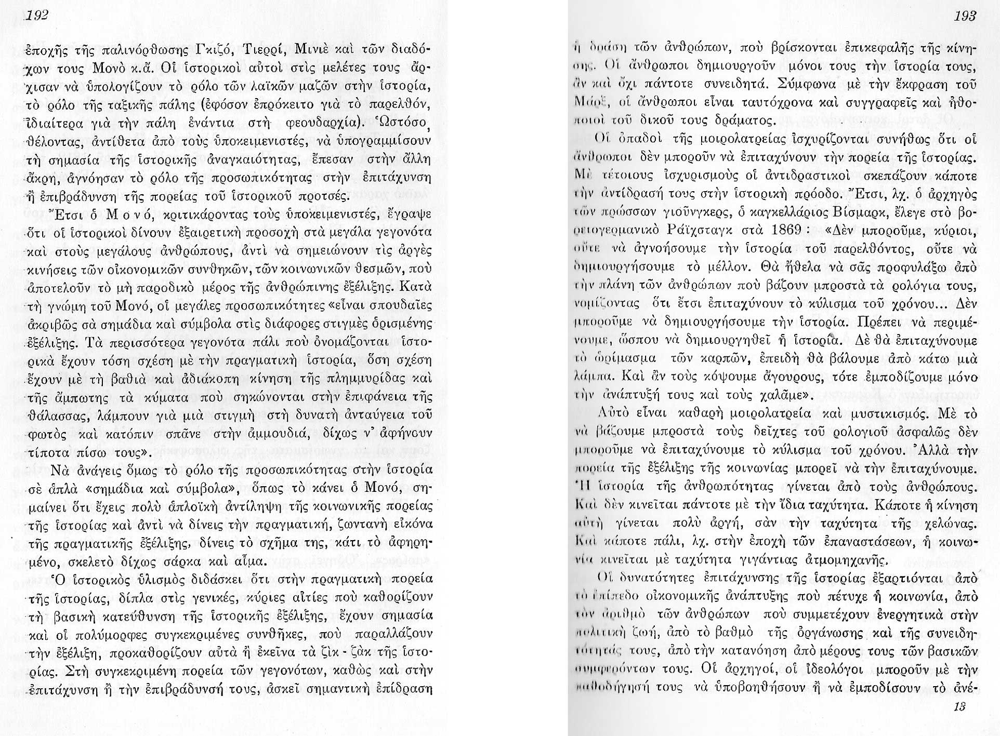 192
ἐποχῆς τῆς παλινόρθωσης Γκιζό, Τιερρί, Μινιὲ καὶ τῶν διαδό-
χων τους Μονὸ κ.ἄ. Οἱ ἱστορικοὶ αὐτοὶ στὶς μελέτες τους ἄρ-
χισαν νὰ ὑπολογίζουν τὸ ρόλο τῶν λαϊκῶν μαζῶν στὴν ἱστορία,
τὸ ρόλο τῆς ταξικῆς πάλης (ἐφόσον ἐπρόκειτο γιὰ τὸ παρελθόν,
ἰδιαίτερα γιὰ τὴν πάλη ἐνάντια στὴ φεουδαρχία). Ὡστόσο,
θέλοντας, ἀντίθετα ἀπὸ τοὺς ὑποκειμενιστές, νὰ ὑπογραμμίσουν
τὴ σημασία τῆς ἱστορικῆς ἀναγκαιότητας, ἔπεσαν στὴν ἄλλη
ἄκρη, ἀγνόησαν τὸ ρόλο τῆς προσωπικότητας στὴν ἐπιτάχυνση
ἢ ἐπιβράδυνση τῆς πορείας τοῦ ἱστορικοῦ προτσές.
Ἔτσι ὁ Μονό, κριτικάροντας τοὺς ὑποκειμενιστές, ἔγραψε
ὅτι οἱ ἱστορικοὶ δίνουν ἐξαιρετικὴ προσοχὴ στὰ μεγάλα γεγονότα
καὶ στοὺς μεγάλους ἀνθρώπους, ἀντὶ νὰ σημειώνουν τὶς ἀργὲς
κινήσεις τῶν οἰκονομικῶν συνθηκῶν, τῶν κοινωνικῶν θεσμῶν, ποὺ
ἀποτελοῦν τὸ μὴ παροδικὸ μέρος τῆς ἀνθρώπινης ἐξέλιξης. Κατὰ
τὴ γνώμη τοῦ Μονό, οἱ μεγάλες προσωπικότητες «εἶναι σπουδαῖες
ἀκριβῶς σὰ σημάδια καὶ σύμβολα στὶς διάφορες στιγμὲς ὁρισμένης
ἐξέλιξης. Τὰ περισσότερα γεγονότα πάλι ποὺ ὀνομάζονται ἱστο-
ρικὰ ἔχουν τόση σχέση μὲ τὴν πραγματικὴ ἱστορία, ὅση σχέση
ἔχουν μὲ τὴ βαθιὰ καὶ ἀδιάκοπη κίνηση τῆς πλημμυρίδας καὶ
τῆς ἄμπωτης τὰ κύματα ποὺ σηκώνονται στὴν ἐπιφάνεια τῆς
θάλασσας, λάμπουν γιὰ μιὰ στιγμὴ στὴ δυνατὴ ἀνταύγεια τοῦ
φωτὸς καὶ κατόπιν σπᾶνε στὴν ἀμμουδιά, δίχως ν' ἀφήνουν
τίποτα πίσω τους».
Νὰ ἀνάγεις ὅμως τὸ ρόλο τῆς προσωπικότητας στὴν ἱστορία
σὲ ἁπλὰ «σημάδια καὶ σύμβολα», ὅπως τὸ κάνει ὁ Μονό, ση-
μαίνει ὅτι ἔχεις πολὺ ἁπλοϊκὴ ἀντίληψη τῆς κοινωνικῆς πορείας
τῆς ἱστορίας καὶ ἀντὶ νὰ δίνεις τὴν πραγματική, ζωντανὴ εἰκόνα
τῆς πραγματικῆς ἐξέλιξης, δίνεις τὸ σχῆμα της, κάτι τὸ ἀφηρη-
μένο, σκελετὸ δίχως σάρκα καὶ αἷμα.
Ὁ ἱστορικὸς ὑλισμὸς διδάσκει ὅτι στὴν πραγματικὴ πορεία
τῆς ἱστορίας, δίπλα στὶς γενικές, κύριες αἰτίες ποὺ καθορίζουν
τὴ βασικὴ κατεύθυνση τῆς ἱστορικῆς ἐξέλιξης, ἔχουν σημασία
καὶ οἱ πολύμορφες συγκεκριμένες συνθῆκες, ποὺ παραλλάζουν
τὴν ἐξέλιξη, προκαθορίζουν αὐτὰ ἢ ἐκεῖνα τὰ ζὶκ - ζὰκ τῆς ἱστο-
ρίας. Στὴ συγκεκριμένη πορεία τῶν γεγονότων, καθὼς καὶ στὴν
ἐπιτάχυνση ἢ τὴν ἐπιβράδυνσή τους, ἀσκεῖ σημαντικὴ ἐπίδραση
193
ἡ δράση τῶν ἀνθρώπων, ποὺ βρίσκονται ἐπικεφαλῆς τῆς κίνη-
σης. Οἱ ἄνθρωποι δημιουργοῦν μόνοι τους τὴν ἱστορία τους,
ἂν καὶ ὄχι πάντοτε συνειδητά. Σύμφωνα μὲ τὴν ἔκφραση τοῦ
Μάρξ, οἱ ἄνθρωποι εἶναι ταυτόχρονα καὶ συγγραφεῖς καὶ ἠθο-
ποιοὶ τοῦ δικοῦ τους δράματος.
Οἱ ὀπαδοὶ τῆς μοιρολατρείας ἰσχυρίζονται συνήθως ὅτι οἱ
ἄνθρωποι δὲν μποροῦν νὰ ἐπιταχύνουν τὴν πορεία τῆς ἱστορίας.
Μὲ τέτοιους ἰσχυρισμοὺς οἱ ἀντιδραστικοὶ σκεπάζουν κάποτε
τὴν ἀντίδρασή τους στὴν ἱστορικὴ πρόοδο. Ἔτσι, λχ. ὁ ἀρχηγὸς
τῶν πρώσσων γιοῦνγκερς, ὁ καγκελλάριος Βίσμαρκ, ἔλεγε στὸ βο-
ρειογερμανικὸ Ράϊχσταγκ στὰ 1869 : «Δὲν μποροῦμε, κύριοι,
οὔτε νὰ ἀγνοήσουμε τὴν ἱστορία τοῦ παρελθόντος, οὔτε νὰ
δημιουργήσουμε τὸ μέλλον. Θὰ ἤθελα νὰ σᾶς προφυλάξω ἀπὸ
τὴν πλάνη τῶν ἀνθρώπων ποὺ βάζουν μπροστὰ τὰ ρολόγια τους,
νομίζοντας ὅτι ἔτσι ἐπιταχύνουν τὸ κύλισμα τοῦ χρόνου... Δὲν
μποροῦμε νὰ δημιουργήσουμε τὴν ἱστορία. Πρέπει νὰ περιμέ-
νουμε, ὥσπου νὰ δημιουργηθεῖ ἡ ἱστορία. Δὲ θὰ ἐπιταχύνουμε
τὸ ὡρίμασμα τῶν καρπῶν, ἐπειδὴ θὰ βάλουμε ἀπὸ κάτω μιὰ
λάμπα. Καὶ ἂν τοὺς κόψουμε ἄγουρους, τότε ἐμποδίζουμε μόνο
τὴν ἀνάπτυξή τους καὶ τοὺς χαλᾶμε».
Αὐτὸ εἶναι καθαρὴ μοιρολατρεία καὶ μυστικισμός. Μὲ τὸ
νὰ βάζουμε μπροστὰ τοὺς δεῖχτες τοῦ ρολογιοῦ ἀσφαλῶς δὲν
μποροῦμε νὰ ἐπιταχύνουμε τὸ κύλισμα τοῦ χρόνου. Ἀλλὰ τὴν
πορεία τῆς ἐξέλιξης τῆς κοινωνίας μπορεῖ νὰ τὴν ἐπιταχύνουμε.
Ἡ ἱστορία τῆς ἀνθρωπότητας γίνεται ἀπὸ τοὺς ἀνθρώπους.
Καὶ δὲν κινεῖται πάντοτε μὲ τὴν ἴδια ταχύτητα. Κάποτε ἡ κίνηση
αὐτὴ γίνεται πολὺ ἀργή, σὰν τὴν ταχύτητα τῆς χελώνας.
Καὶ κάποτε πάλι, λχ. στὴν ἐποχὴ τῶν ἐπαναστάσεων, ἡ κοινω-
νία κινεῖται μὲ ταχύτητα γιγάντιας ἀτμομηχανῆς.
Οἱ δυνατότητες ἐπιτάχυνσης τῆς ἱστορίας ἐξαρτιόνται ἀπὸ
τὸ ἐπίπεδο οἰκονομικῆς ἀνάπτυξης ποὺ πέτυχε ἡ κοινωνία, ἀπὸ
τὸν ἀριθμὸ τῶν ἀνθρώπων ποὺ συμμετέχουν ἐνεργητικὰ στὴν
πολιτικὴ ζωή, ἀπὸ τὸ βαθμὸ τῆς ὀργάνωσης καὶ τῆς συνειδη-
τότητάς τους, ἀπὸ τὴν κατανόηση ἀπὸ μέρους τους τῶν βασικῶν
συμφερόντων τους. Οἱ ἀρχηγοί, οἱ ἰδεολόγοι μποροῦν μὲ τὴν
καθοδήγησή τους νὰ ὑποβοηθήσουν ἢ νὰ ἐμποδίσουν τὸ ἀνέ-
13